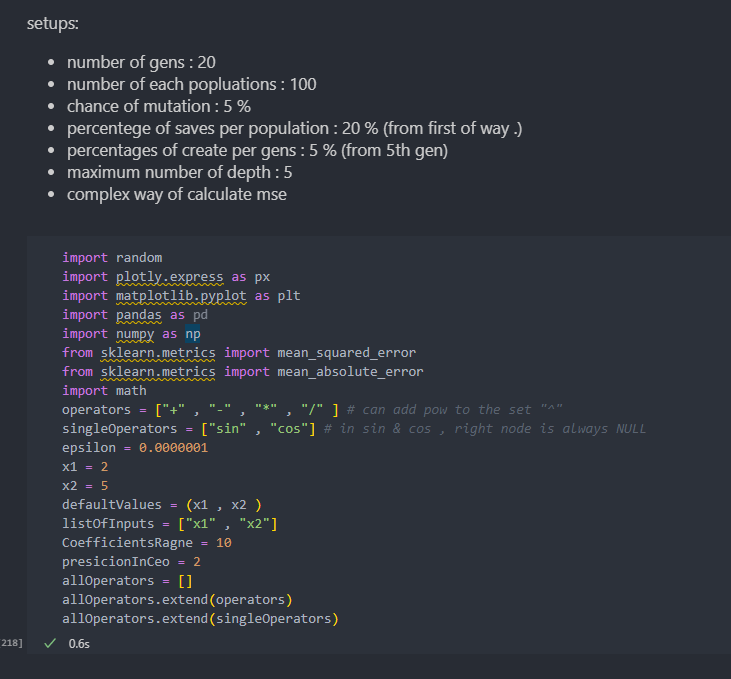 setups:
• number of gens : 20
• number of each popluations : 100
• chance of mutation : 5 %
• percentege of saves per population : 20 % (from first of way .)
• percentages of create per gens : 5 % (from 5th gen)
• maximum number of depth : 5
• complex way of calculate mse
import random
import plotly.express as px
import matplotlib.pyplot as plt
import pandas as pd
import numpy as np
from sklearn.metrics import mean_squared_error
from sklearn.metrics import mean_absolute_error
import math
operators = ["+" , "-" , "*" , "/" ] # can add pow to the set "^"
singleOperators = ["sin" , "cos"] # in sin & cos , right node is always NULL
epsilon = 0.0000001
x1 = 2
x2 = 5
defaultValues = (x1 , x2 )
listOfInputs = ["x1" , "x2"]
CoefficientsRagne = 10
presicionInCeo = 2
allOperators = []
allOperators.extend(operators)
allOperators.extend(singleOperators)
218] ✓ 0.6s